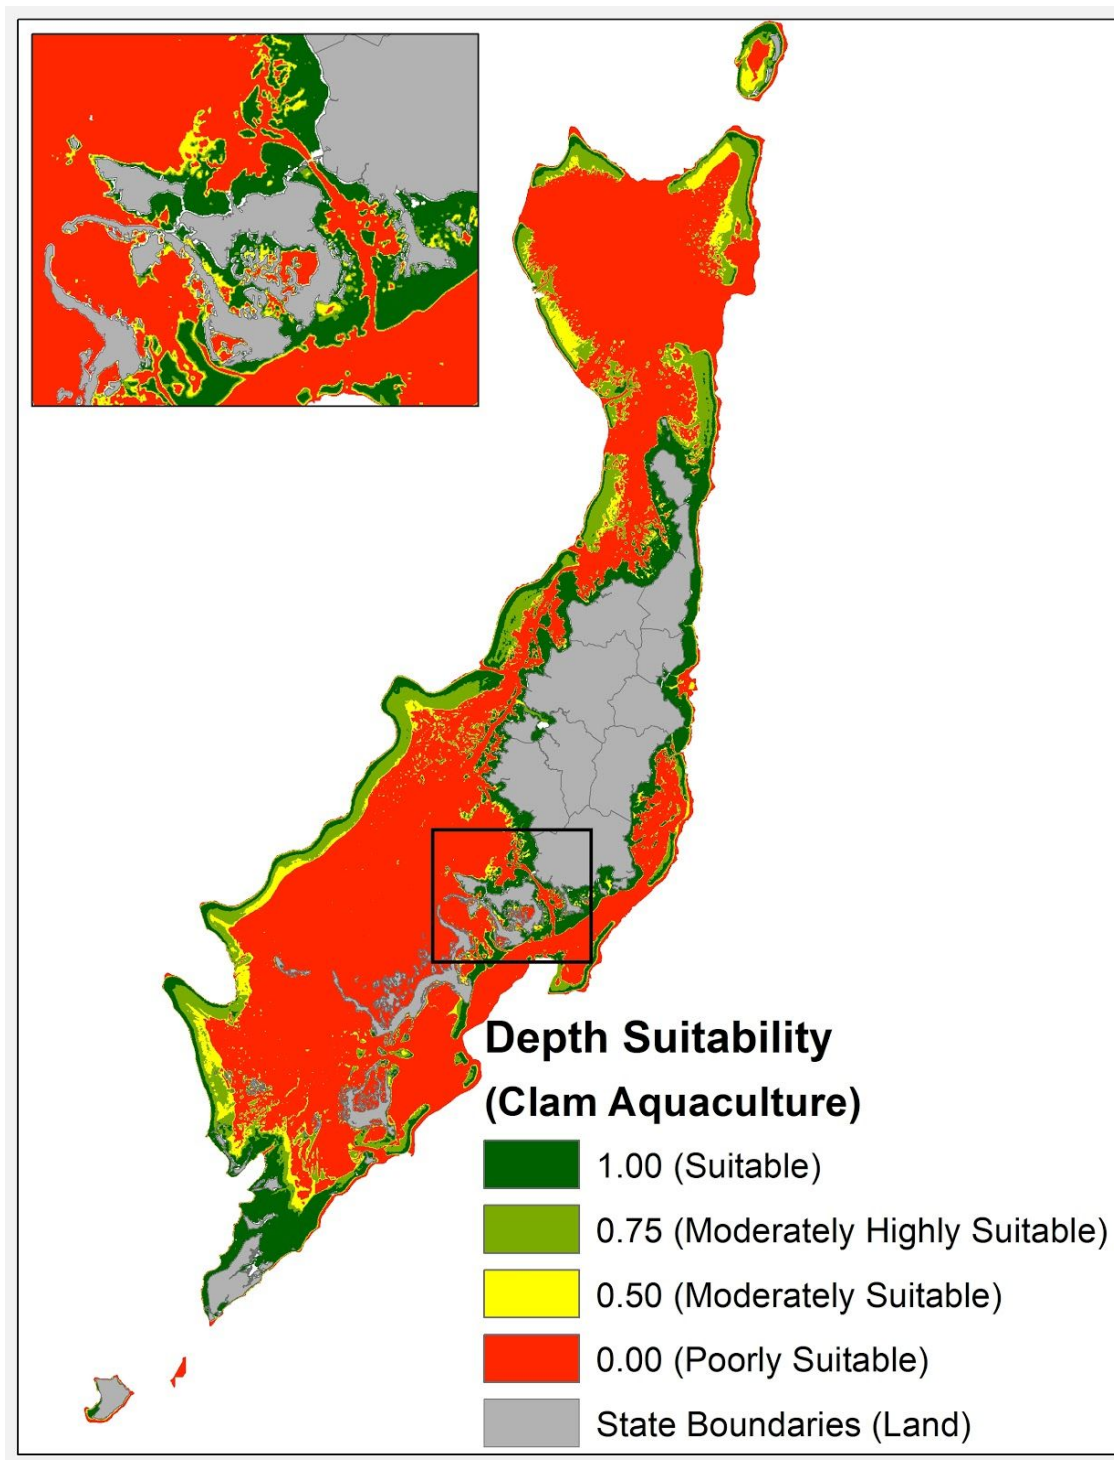 Depth Suitability
(Clam Aquaculture)
1.00 (Suitable)
0.75 (Moderately Highly Suitable)
0.50 (Moderately Suitable)
0.00 (Poorly Suitable)
State Boundaries (Land)